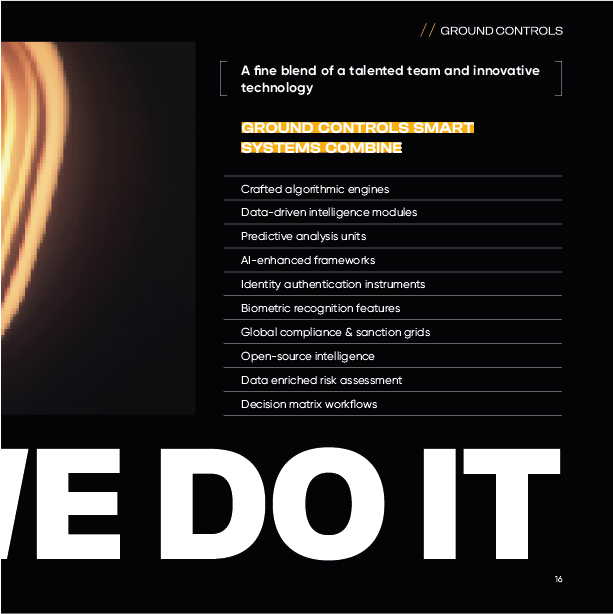 // GROUND CONTROLS
A fine blend of a talented team and innovative
technology
GROUND CONTROLS SMART
SYSTEMS COMBINE
Crafted algorithmic engines
Data-driven intelligence modules
Predictive analysis units
AI-enhanced frameworks
Identity authentication instruments
Biometric recognition features
Global compliance & sanction grids
Open-source intelligence
Data enriched risk assessment
Decision matrix workflows
WE DO IT
16